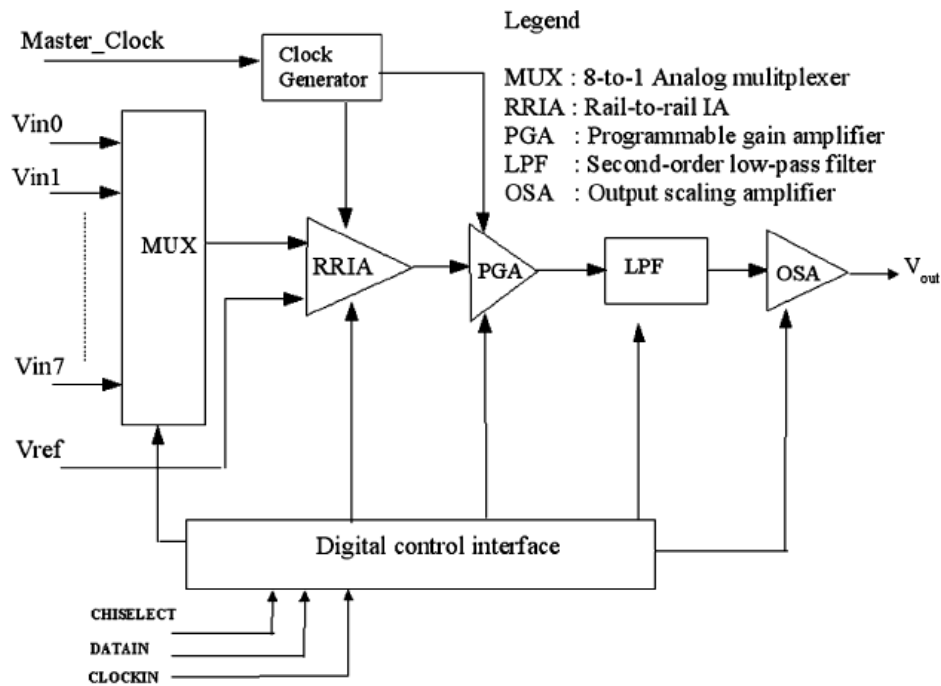 Legend
Master_Clock
Clock
Generator
MUX : 8-to-1 Analog mulitplexer
RRIA : Rail-to-rail IA
PGA : Programmable gain amplifier
LPF : Second-order low-pass filter
OSA : Output scaling amplifier
Vin0
Vin1
MUX
RRIA
PGA
LPF
OSA
Vout
Vin7
Vref
Digital control interface
CHISELECT
DATAIN
CLOCKIN